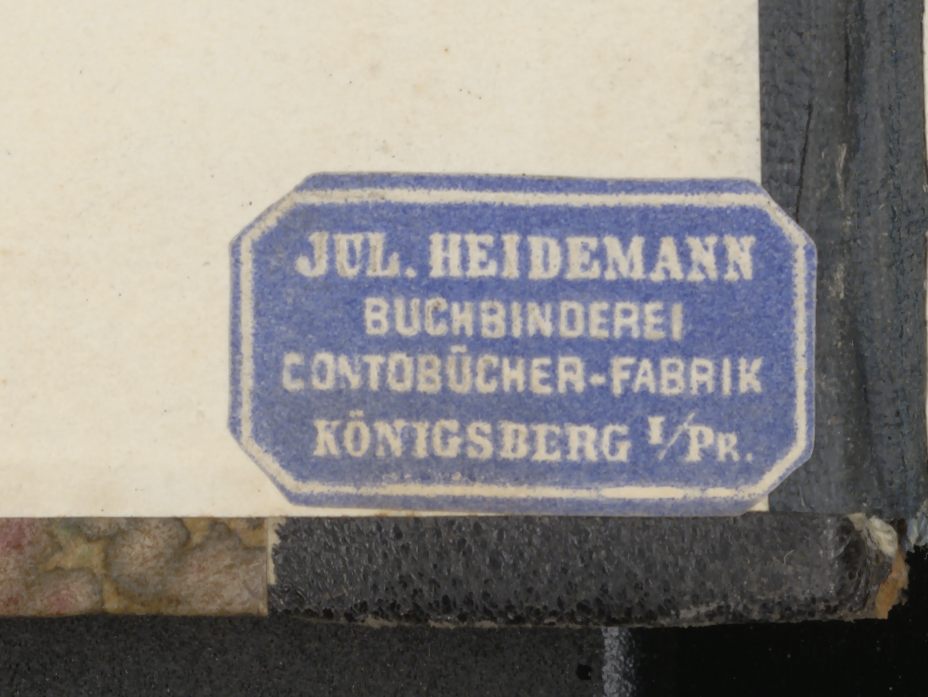 JUL. HEIDEMANN
BUCHBINDEREI
CONTOBÜCHER-FABRIK
KÖNIGSBERG I/PR.